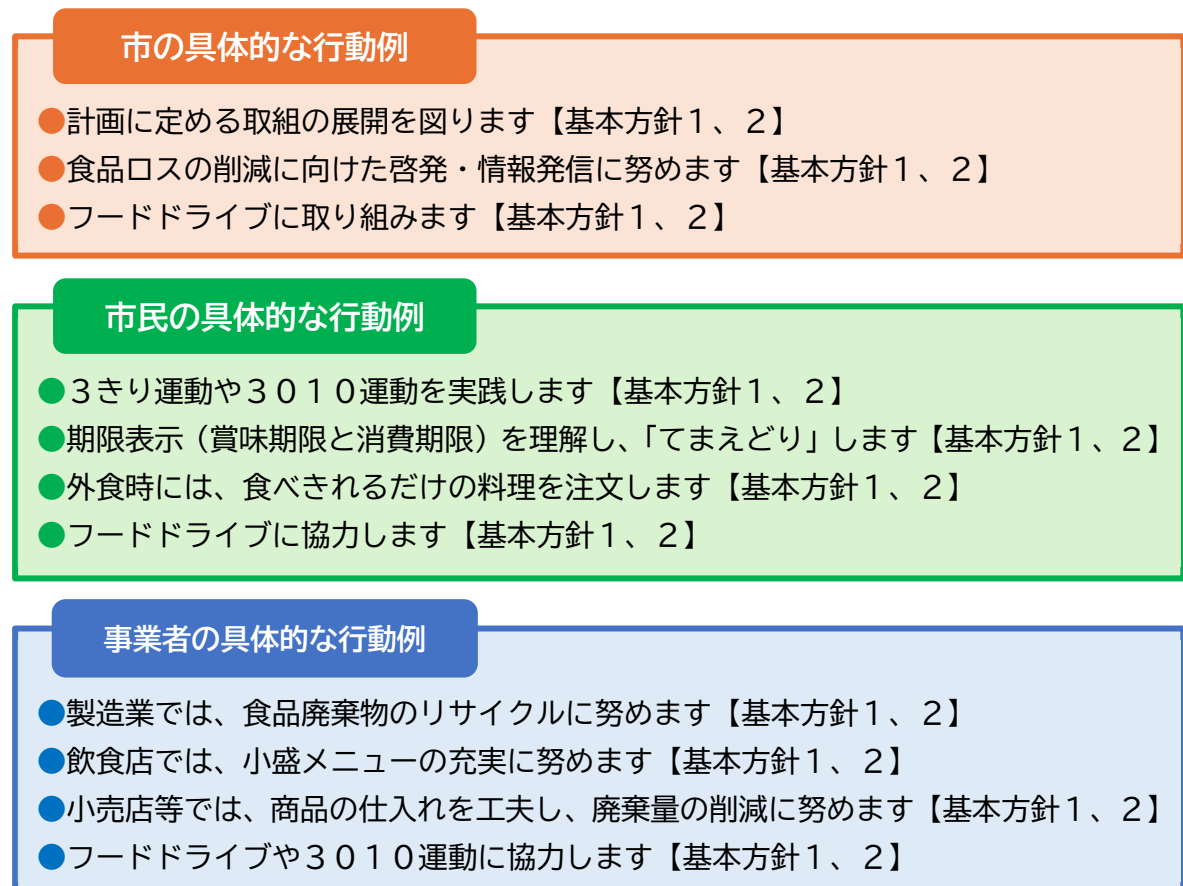 市の具体的な行動例
●計画に定める取組の展開を図ります【基本方針１、２】
●食品ロスの削減に向けた啓発・情報発信に努めます【基本方針１、２】
●フードドライブに取り組みます【基本方針１、２】
市民の具体的な行動例
●３きり運動や３０１０運動を実践します【基本方針１、２】
●期限表示（賞味期限と消費期限）を理解し、「てまえどり」します【基本方針１、２】
●外食時には、食べきれるだけの料理を注文します【基本方針１、２】
●フードドライブに協力します【基本方針１、２】
事業者の具体的な行動例
●製造業では、食品廃棄物のリサイクルに努めます【基本方針１、２】
●飲食店では、小盛メニューの充実に努めます【基本方針１、２】
●小売店等では、商品の仕入れを工夫し、廃棄量の削減に努めます【基本方針１、２】
●フードドライブや３０１０運動に協力します【基本方針１、２】